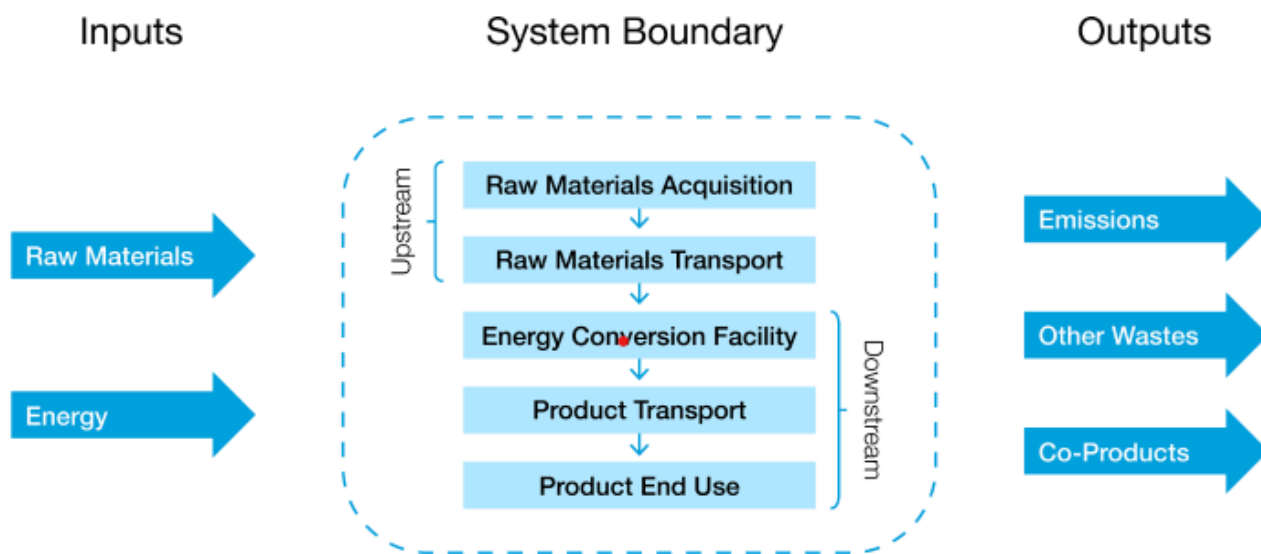 Inputs
System Boundary
Outputs
Raw Materials
Energy
Upstream
Raw Materials Acquisition
Raw Materials Transport
Energy Conversion Facility
Product Transport
Product End Use
Downstream
Emissions
Other Wastes
Co-Products